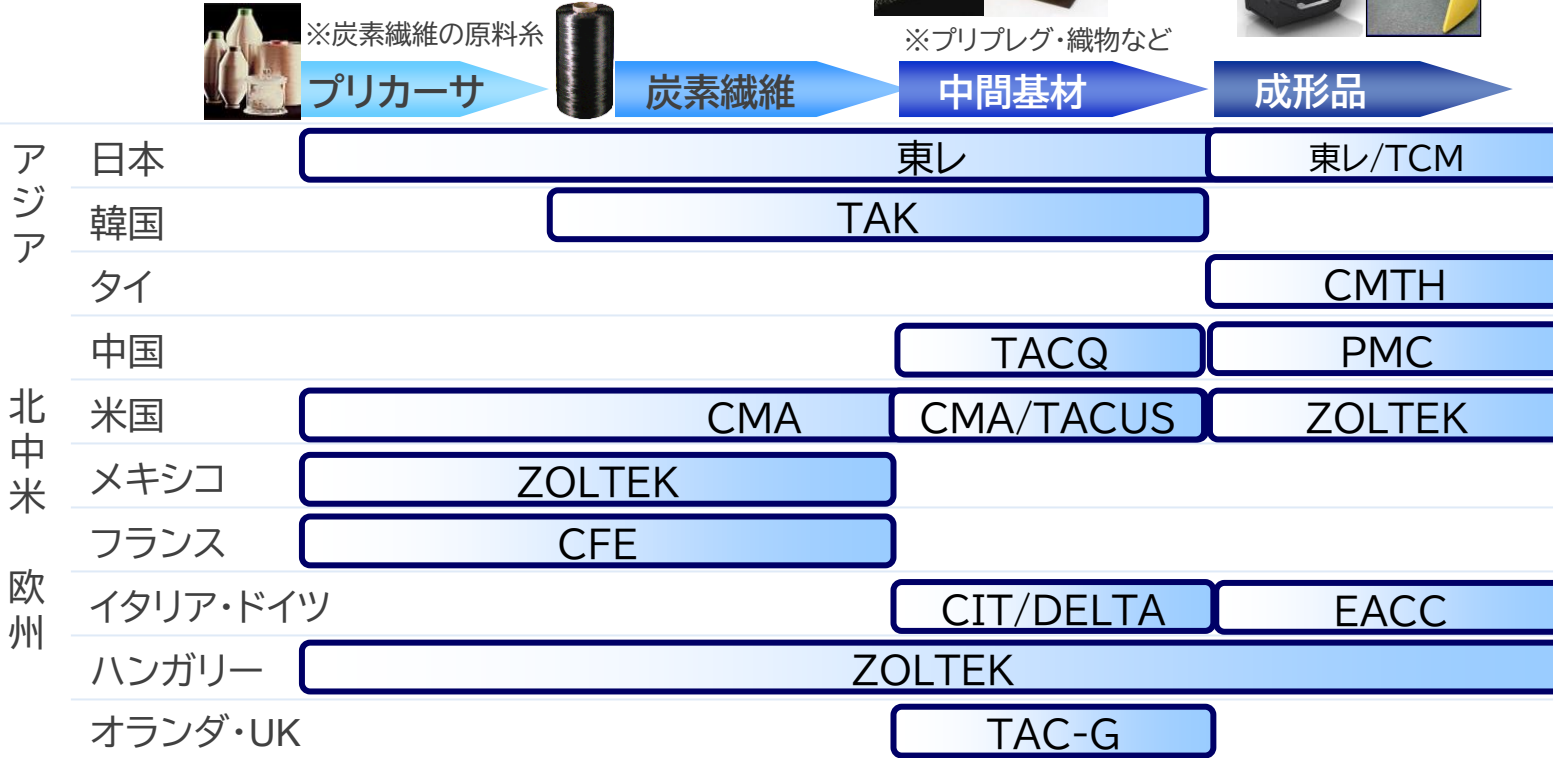 ※炭素繊維の原料糸
※プリプレグ・織物など
プリカーサ
炭素繊維
中間基材
成形品
アジア
日本
東レ
東レ/TCM
韓国
TAK
タイ
CMTH
中国
TACQ
PMC
北中米
米国
CMA
CMA/TACUS
ZOLTEK
メキシコ
ZOLTEK
フランス
CFE
欧州
イタリア・ドイツ
CIT/DELTA
EACC
ハンガリー
ZOLTEK
オランダ・UK
TAC-G